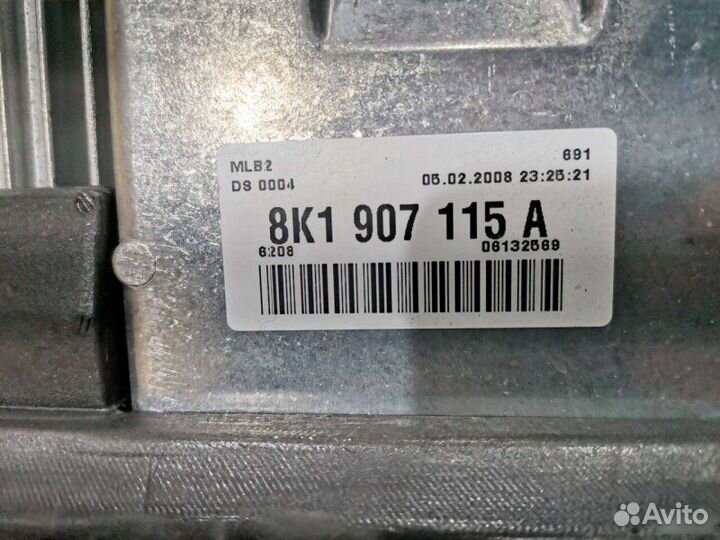 MLB2
691
DS 0004
05.02.2008 23:25:21
8K1 907 115 A
6208
06132569
Avito